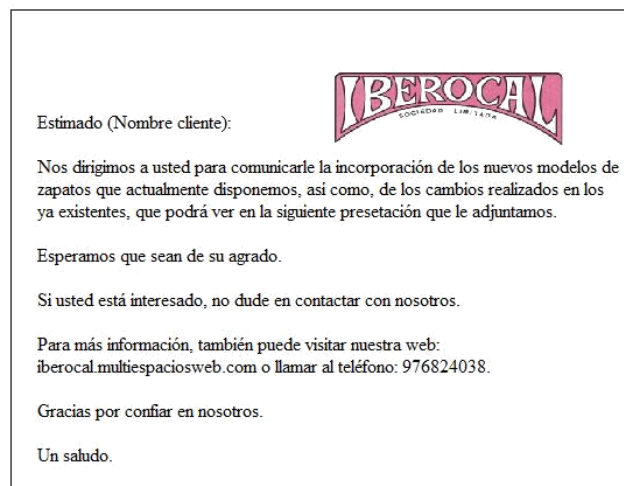 IBEROCAL
SOCIEDAD LIMITADA
Estimado (Nombre cliente):
Nos dirigimos a usted para comunicarle la incorporación de los nuevos modelos de
zapatos que actualmente disponemos, así como, de los cambios realizados en los
ya existentes, que podrá ver en la siguiente presetación que le adjuntamos.
Esperamos que sean de su agrado.
Si usted está interesado, no dude en contactar con nosotros.
Para más información, también puede visitar nuestra web:
iberocal.multiespaciosweb.com o llamar al teléfono: 976824038.
Gracias por confiar en nosotros.
Un saludo.